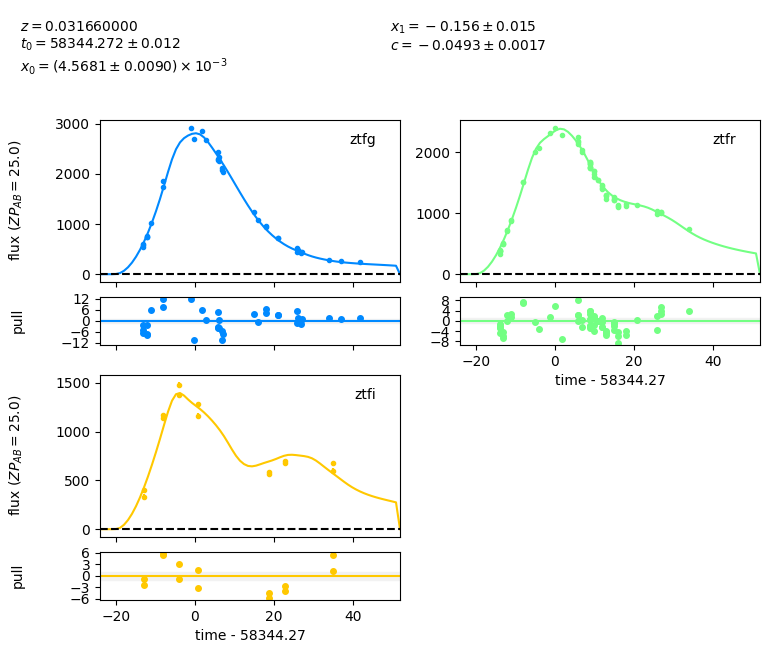 z = 0.031660000
t₀ = 58344.272 ± 0.012
x₀ = (4.5681 ± 0.0090) × 10⁻³
x₁ = −0.156 ± 0.015
c = −0.0493 ± 0.0017
flux (ZP_AB = 25.0)
3000
2000
1000
0
ztfg
2000
1000
0
ztfr
pull
12
6
0
−6
−12
8
4
0
−4
−8
−20
0
20
40
time - 58344.27
flux (ZP_AB = 25.0)
1500
1000
500
0
ztfi
pull
6
3
0
−3
−6
−20
0
20
40
time - 58344.27